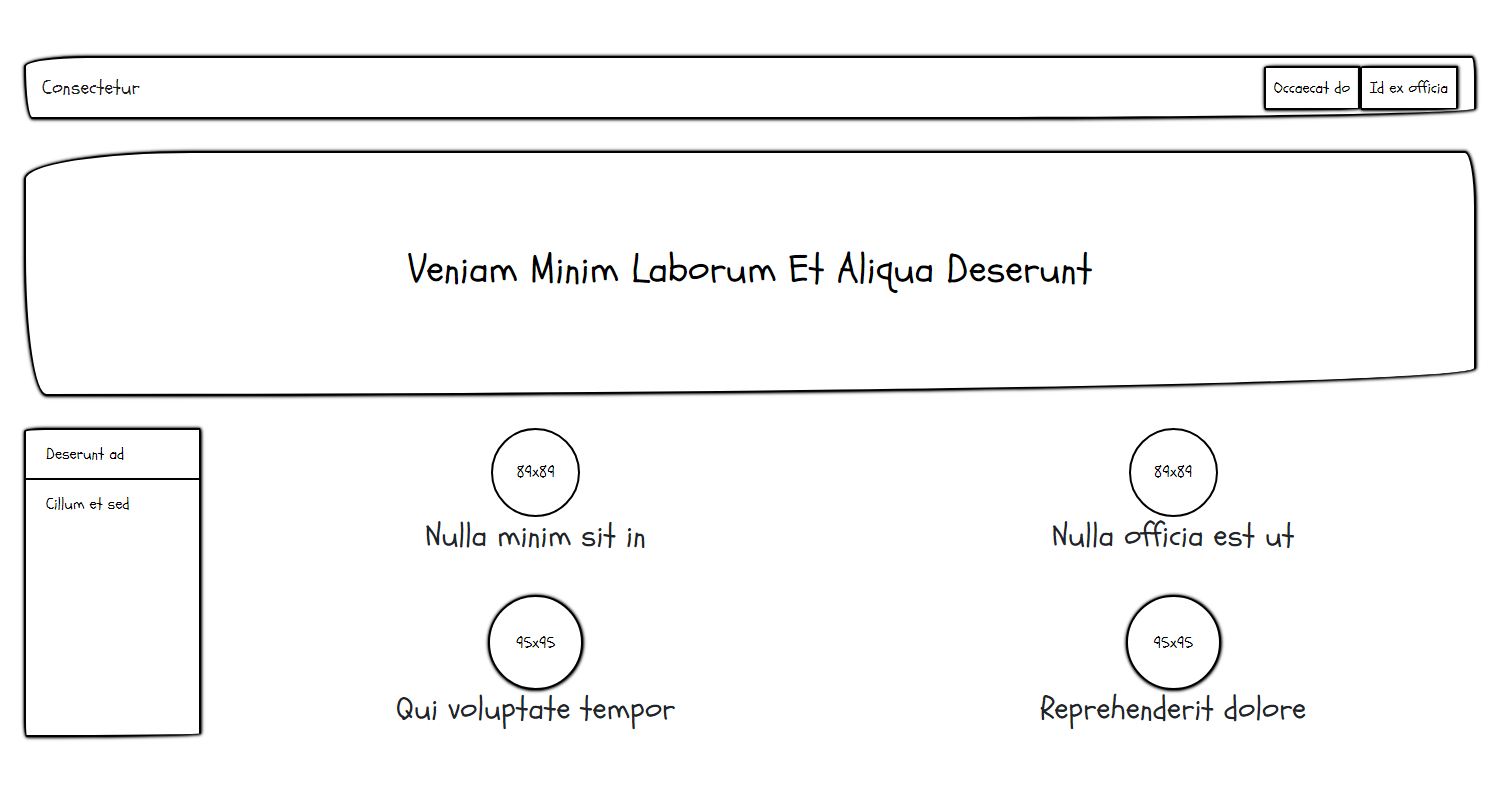 Consectetur
Occaecat do
Id ex officia
Veniam Minim Laborum Et Aliqua Deserunt
Deserunt ad
Cillum et sed
89x89
Nulla minim sit in
89x89
Nulla officia est ut
95x95
Qui voluptate tempor
95x95
Reprehenderit dolore